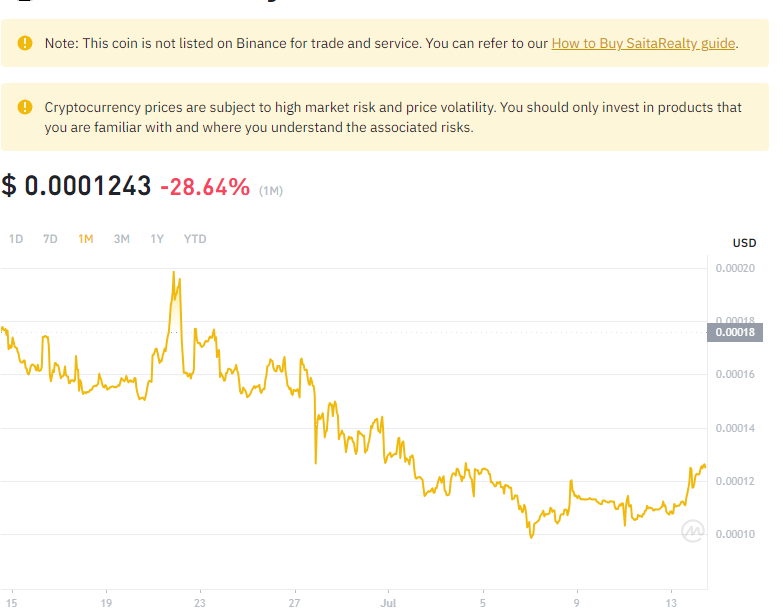 Note: This coin is not listed on Binance for trade and service. You can refer to our How to Buy SaitaRealty guide.
Cryptocurrency prices are subject to high market risk and price volatility. You should only invest in products that
you are familiar with and where you understand the associated risks.
$ 0.0001243 -28.64% (1M)
1D 7D 1M 3M 1Y YTD
USD
0.00020
0.00018
0.00018
0.00016
0.00014
0.00012
0.00010
15 19 23 27 Jul 5 9 13